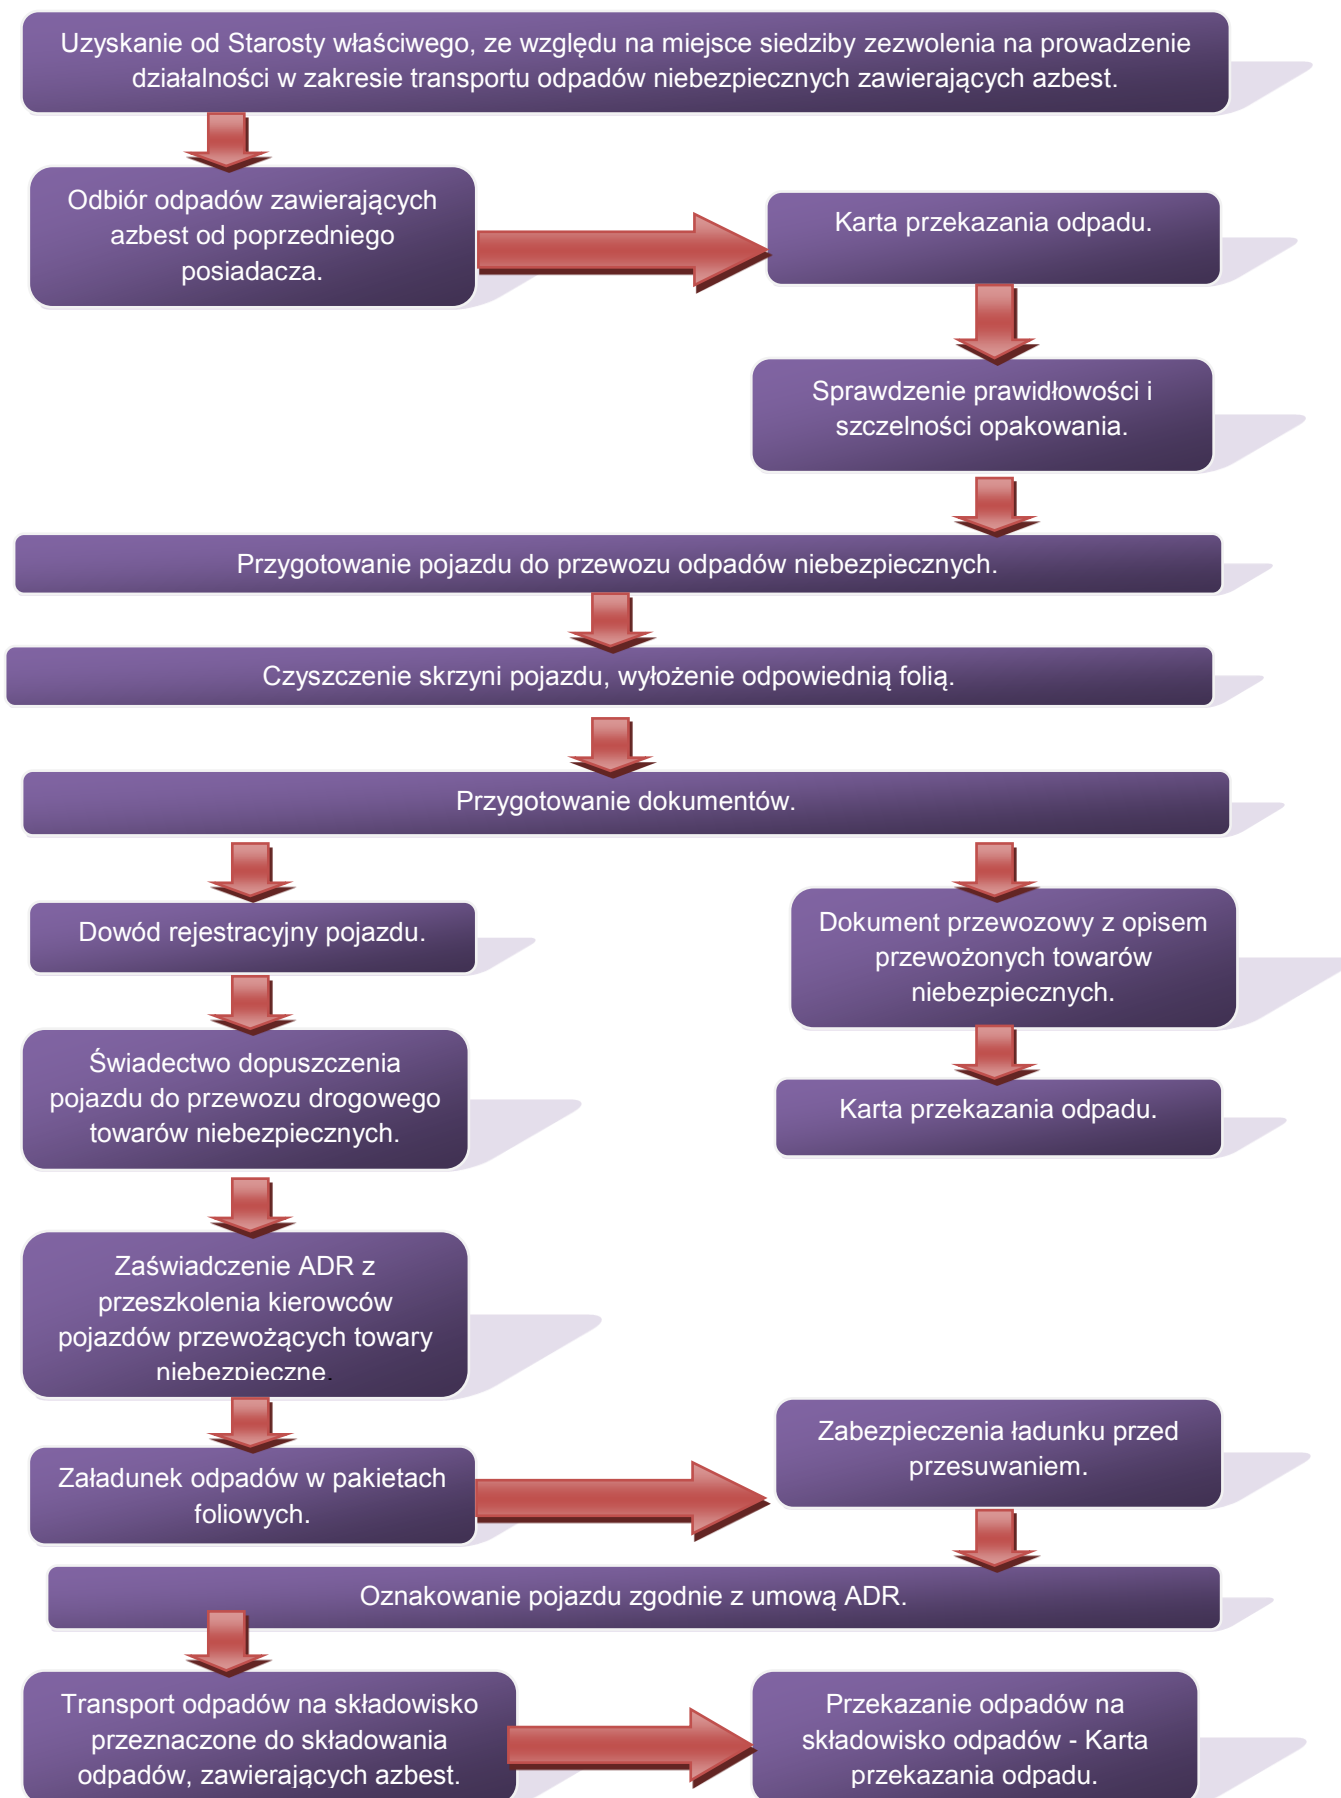 Uzyskanie od Starosty właściwego, ze względu na miejsce siedziby zezwolenia na prowadzenie
działalności w zakresie transportu odpadów niebezpiecznych zawierających azbest.
Odbiór odpadów zawierających
azbest od poprzedniego
posiadacza.
Karta przekazania odpadu.
Sprawdzenie prawidłowości i
szczelności opakowania.
Przygotowanie pojazdu do przewozu odpadów niebezpiecznych.
Czyszczenie skrzyni pojazdu, wyłożenie odpowiednią folią.
Przygotowanie dokumentów.
Dowód rejestracyjny pojazdu.
Świadectwo dopuszczenia
pojazdu do przewozu drogowego
towarów niebezpiecznych.
Zaświadczenie ADR z
przeszkolenia kierowców
pojazdów przewożących towary
niebezpieczne.
Dokument przewozowy z opisem
przewożonych towarów
niebezpiecznych.
Karta przekazania odpadu.
Załadunek odpadów w pakietach
foliowych.
Zabezpieczenia ładunku przed
przesuwaniem.
Oznakowanie pojazdu zgodnie z umową ADR.
Transport odpadów na składowisko
przeznaczone do składowania
odpadów, zawierających azbest.
Przekazanie odpadów na
składowisko odpadów - Karta
przekazania odpadu.